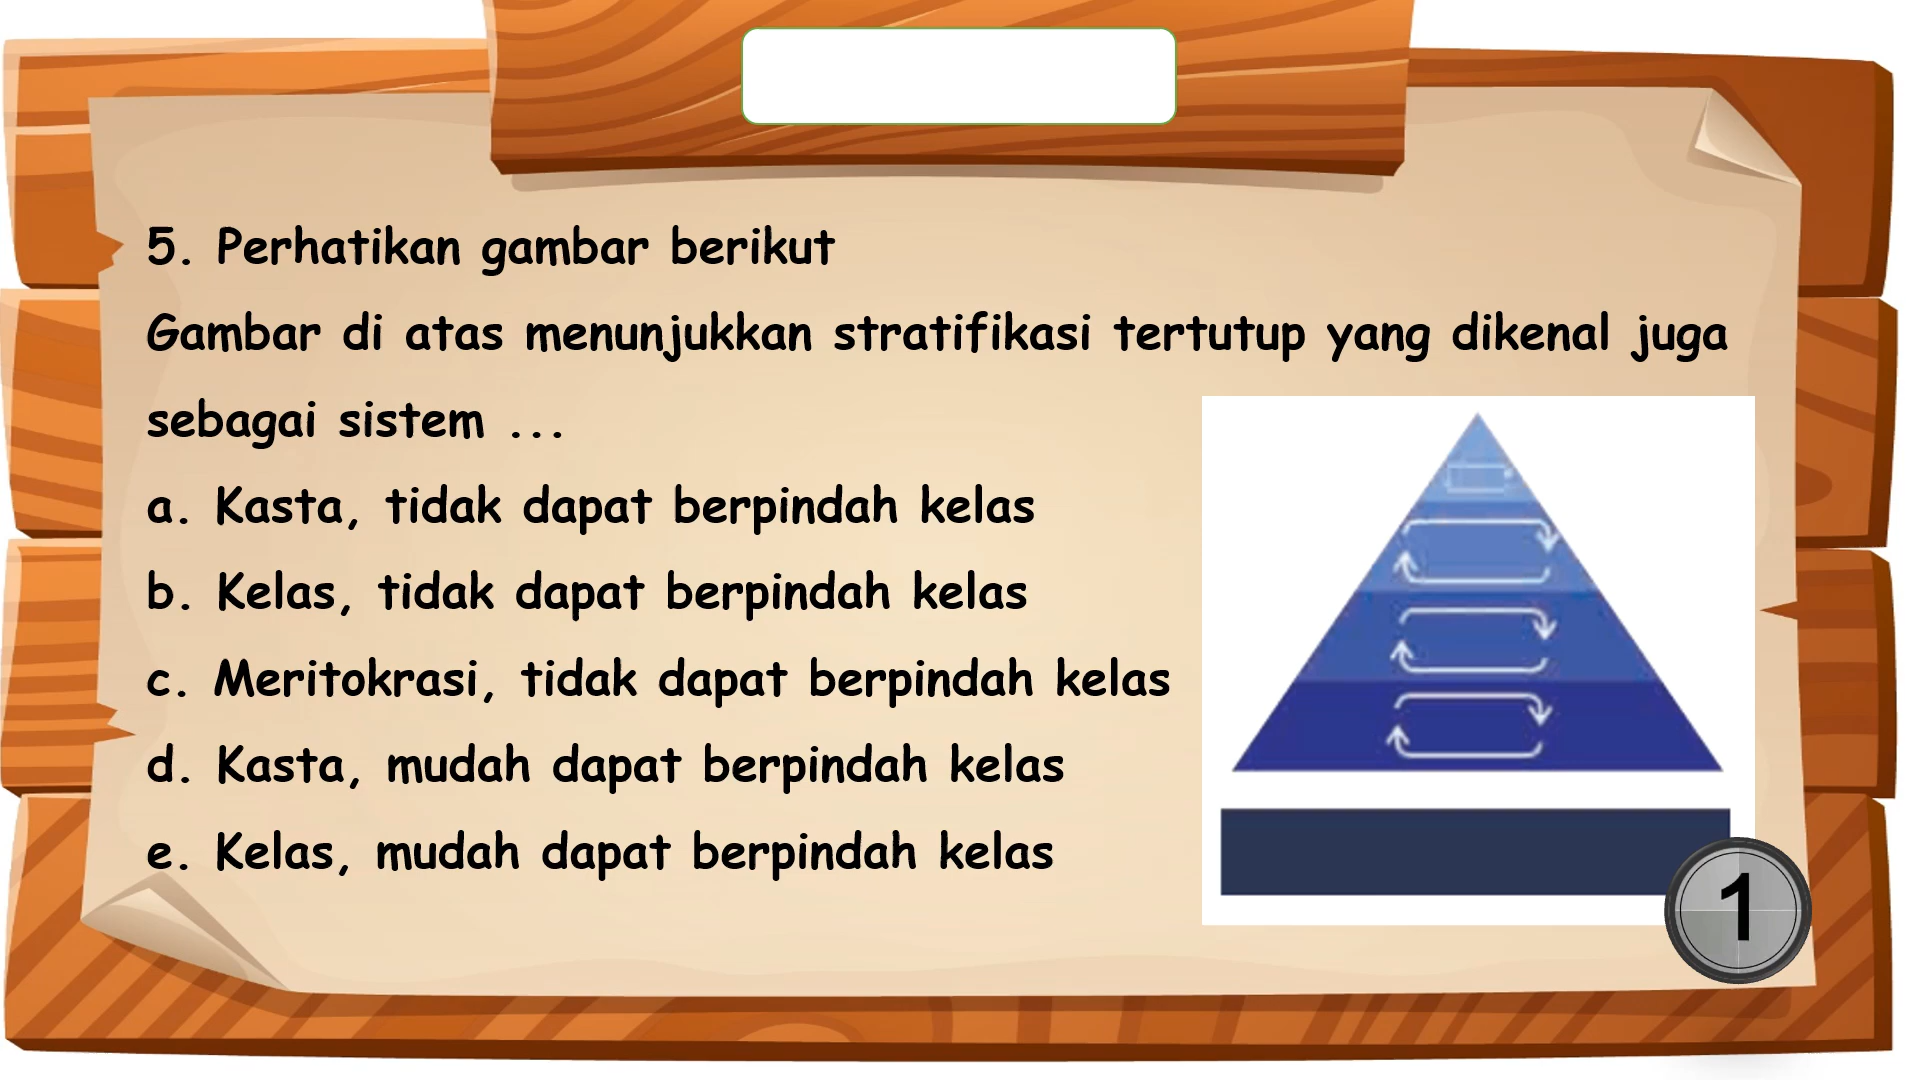 5. Perhatikan gambar berikut
Gambar di atas menunjukkan stratifikasi tertutup yang dikenal juga
sebagai sistem ...
a. Kasta, tidak dapat berpindah kelas
b. Kelas, tidak dapat berpindah kelas
c. Meritokrasi, tidak dapat berpindah kelas
d. Kasta, mudah dapat berpindah kelas
e. Kelas, mudah dapat berpindah kelas
1